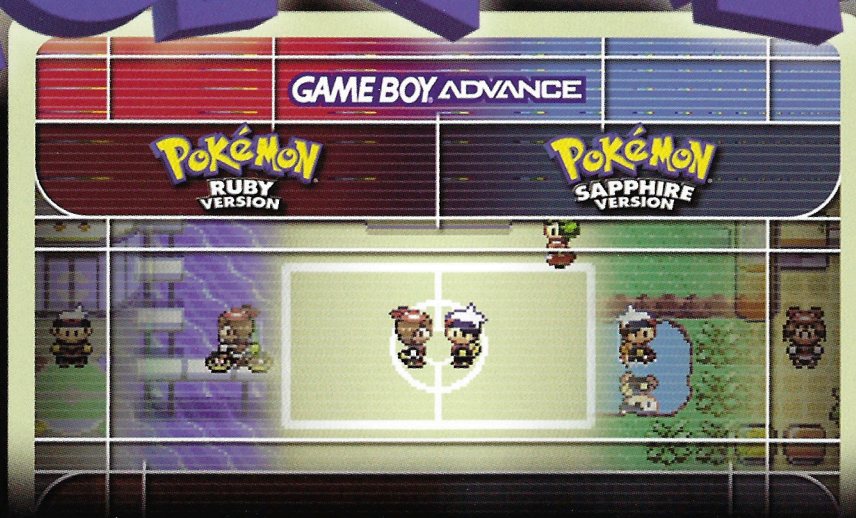 GAME BOY ADVANCE
POKéMON
RUBY
VERSION
POKéMON
SAPPHIRE
VERSION